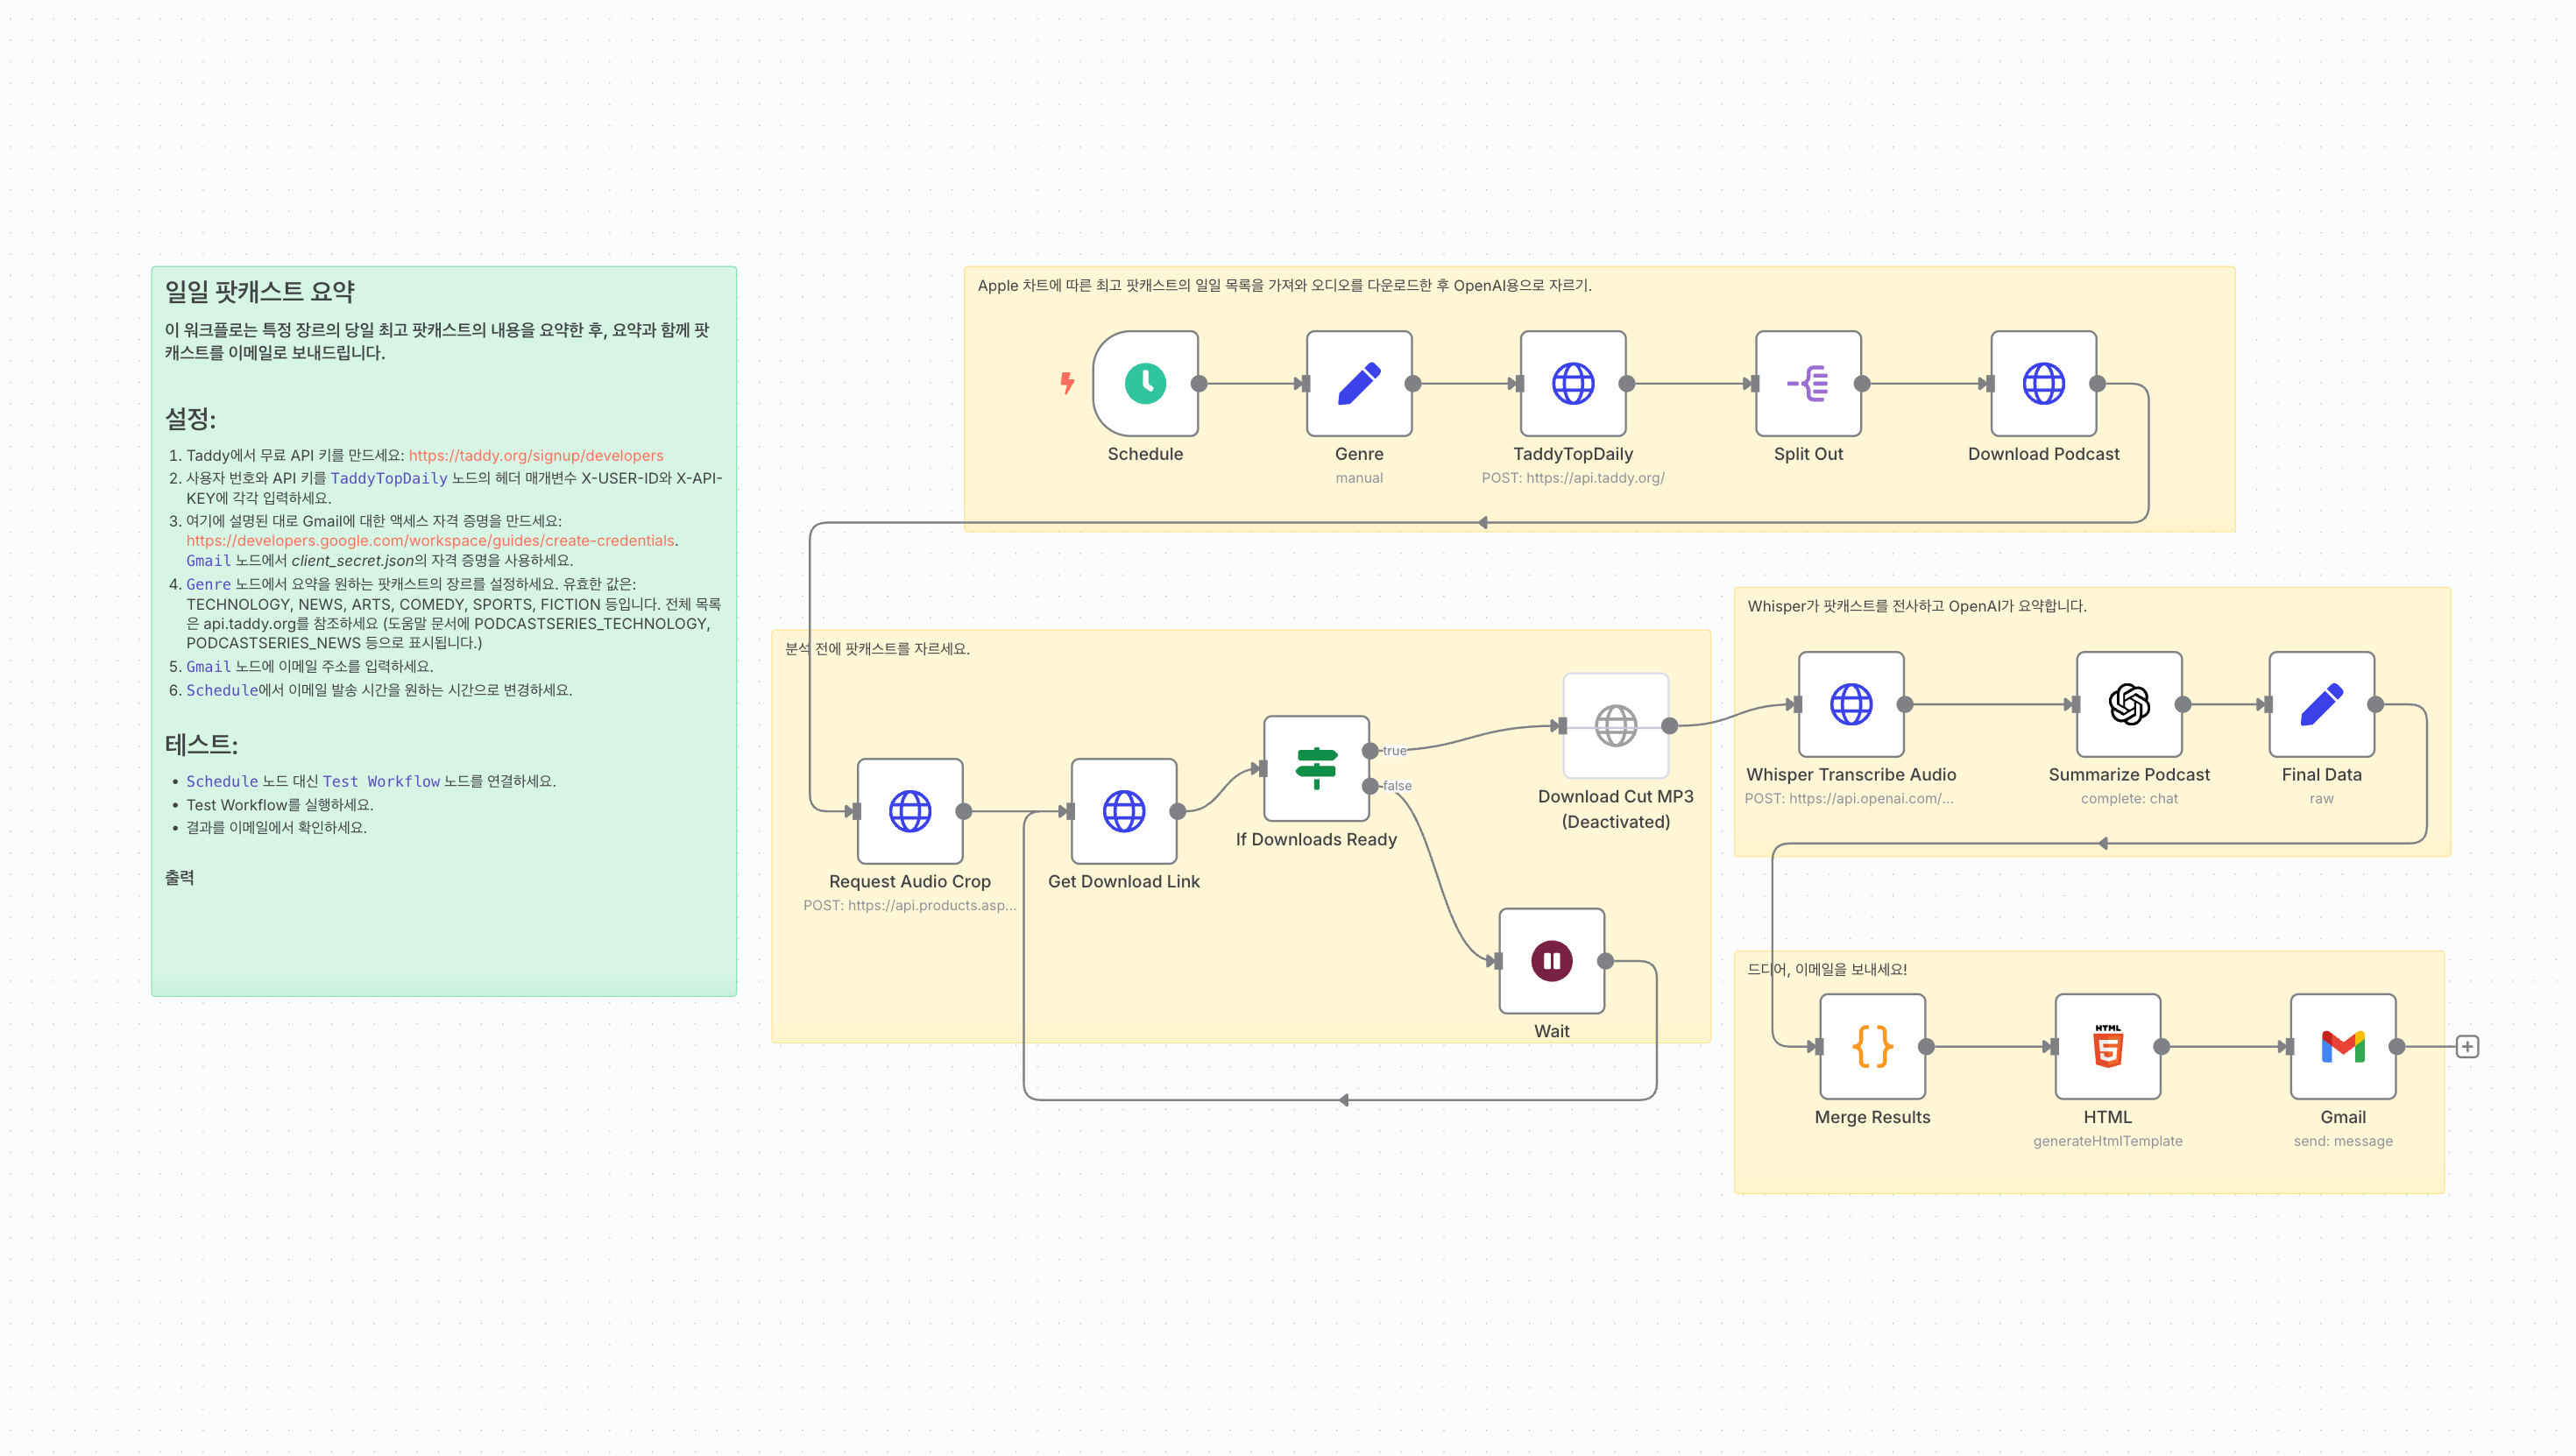 일일 팟캐스트 요약
이 워크플로는 특정 장르의 당일 최고 팟캐스트의 내용을 요약한 후, 요약과 함께 팟
캐스트를 이메일로 보내드립니다.
설정:
1. Taddy에서 무료 API 키를 만드세요: https://taddy.org/signup/developers
2. 사용자 번호와 API 키를 TaddyTopDaily 노드의 헤더 매개변수 X-USER-ID와 X-API-
KEY에 각각 입력하세요.
3. 여기에 설명된 대로 Gmail에 대한 액세스 자격 증명을 만드세요:
https://developers.google.com/workspace/guides/create-credentials.
Gmail 노드에서 client_secret.json의 자격 증명을 사용하세요.
4. Genre 노드에서 요약을 원하는 팟캐스트의 장르를 설정하세요. 유효한 값은:
TECHNOLOGY, NEWS, ARTS, COMEDY, SPORTS, FICTION 등입니다. 전체 목록
은 api.taddy.org를 참조하세요 (도움말 문서에 PODCASTSERIES_TECHNOLOGY,
PODCASTSERIES_NEWS 등으로 표시됩니다.)
5. Gmail 노드에 이메일 주소를 입력하세요.
6. Schedule에서 이메일 발송 시간을 원하는 시간으로 변경하세요.
테스트:
• Schedule 노드 대신 Test Workflow 노드를 연결하세요.
• Test Workflow를 실행하세요.
• 결과를 이메일에서 확인하세요.
출력
Apple 차트에 따른 최고 팟캐스트의 일일 목록을 가져와 오디오를 다운로드한 후 OpenAI용으로 자르기.
Schedule
Genre
manual
TaddyTopDaily
POST: https://api.taddy.org/
Split Out
Download Podcast
분석 전에 팟캐스트를 자르세요.
Request Audio Crop
POST: https://api.products.asp...
Get Download Link
If Downloads Ready
true
false
Download Cut MP3
(Deactivated)
Wait
Whisper가 팟캐스트를 전사하고 OpenAI가 요약합니다.
Whisper Transcribe Audio
POST: https://api.openai.com/...
Summarize Podcast
complete: chat
Final Data
raw
드디어, 이메일을 보내세요!
Merge Results
HTML
HTML
generateHtmlTemplate
Gmail
send: message